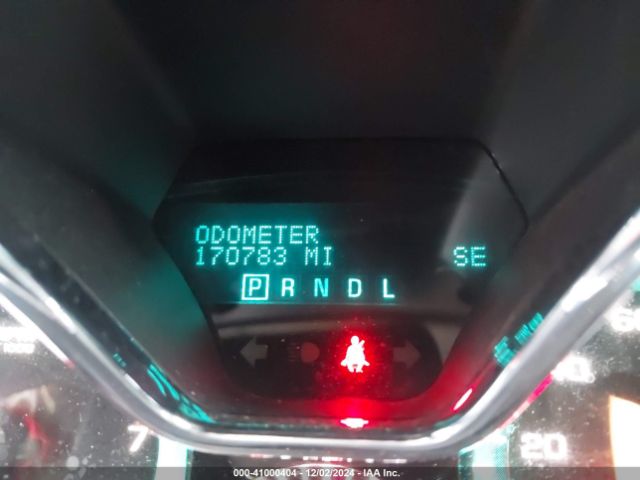 ODOMETER
170783 MI SE
P R N D L
7
20
000-41000404 - 12/02/2024 - IAA Inc.